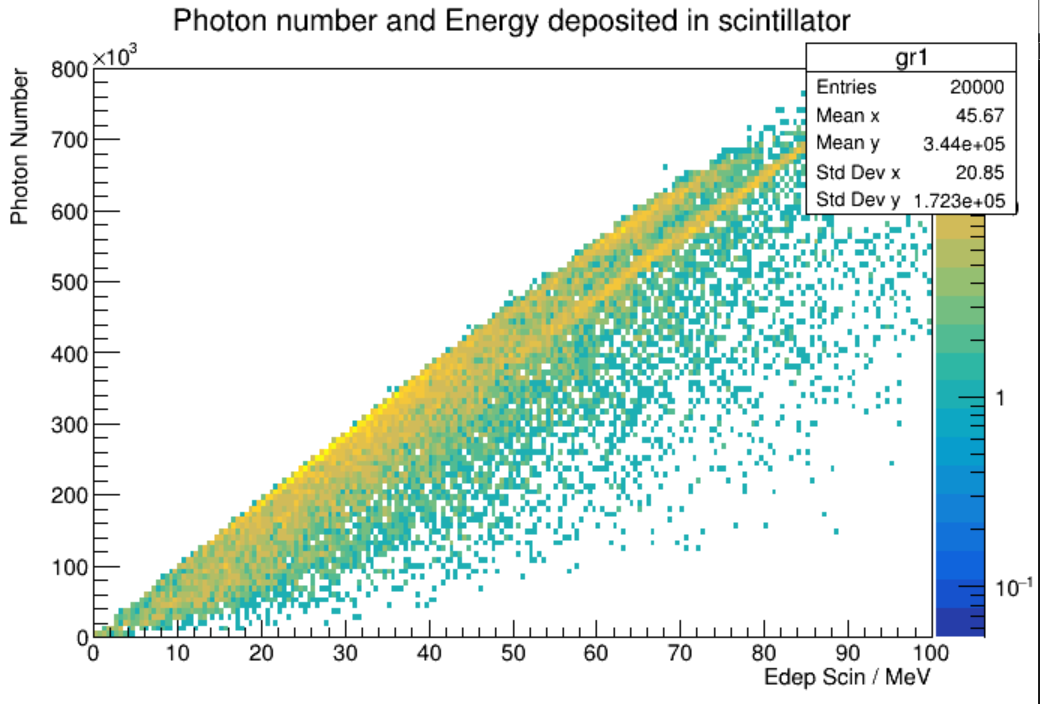 Photon number and Energy deposited in scintillator
×10³
Photon Number
gr1
Entries 20000
Mean x 45.67
Mean y 3.44e+05
Std Dev x 20.85
Std Dev y 1.723e+05
800
700
600
500
400
300
200
100
0
1
10⁻¹
0 10 20 30 40 50 60 70 80 90 100
Edep Scin / MeV